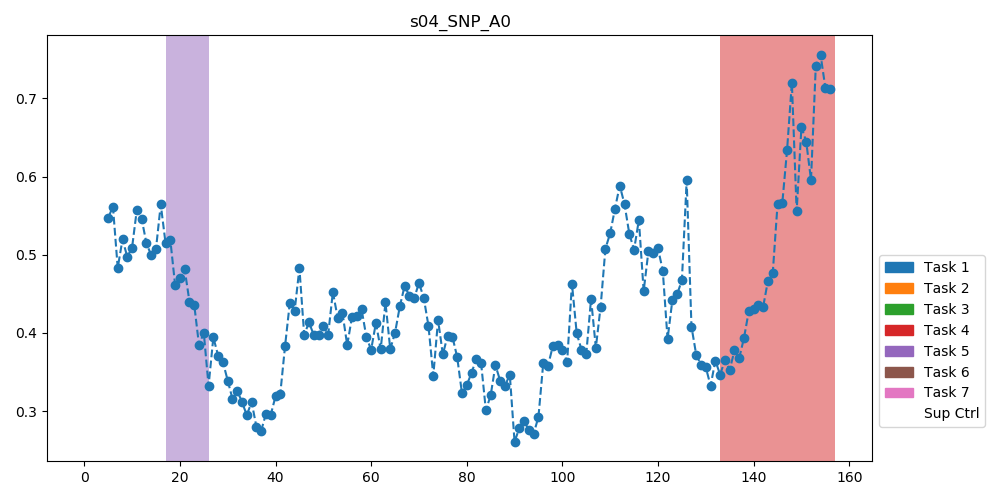 s04_SNP_A0
0.7
0.6
0.5
0.4
0.3
0 20 40 60 80 100 120 140 160
Task 1
Task 2
Task 3
Task 4
Task 5
Task 6
Task 7
Sup Ctrl